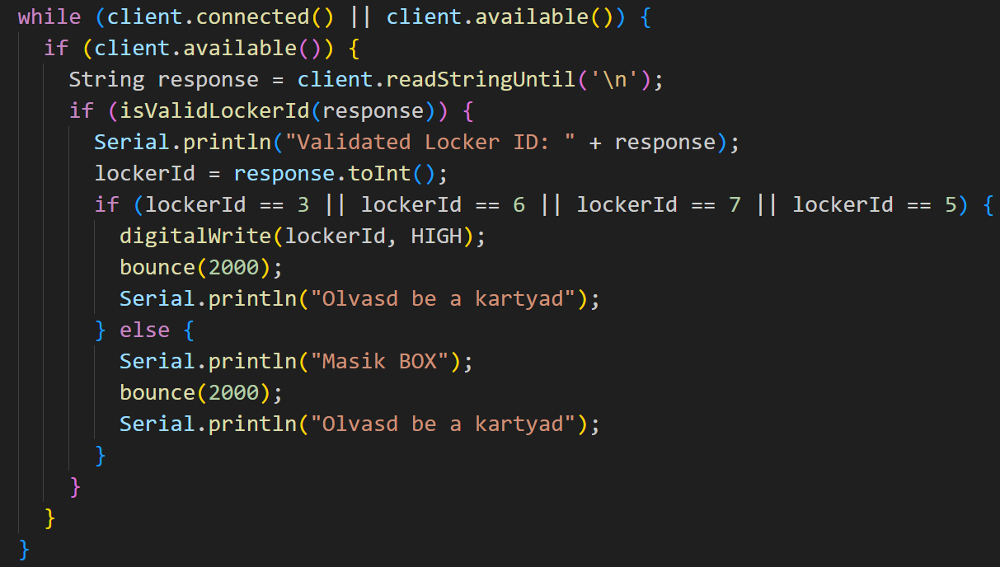 while (client.connected() || client.available()) {
  if (client.available()) {
    String response = client.readStringUntil('\n');
    if (isValidLockerId(response)) {
      Serial.println("Validated Locker ID: " + response);
      lockerId = response.toInt();
      if (lockerId == 3 || lockerId == 6 || lockerId == 7 || lockerId == 5) {
        digitalWrite(lockerId, HIGH);
        bounce(2000);
        Serial.println("Olvasd be a kartyad");
      } else {
        Serial.println("Masik BOX");
        bounce(2000);
        Serial.println("Olvasd be a kartyad");
      }
    }
  }
}